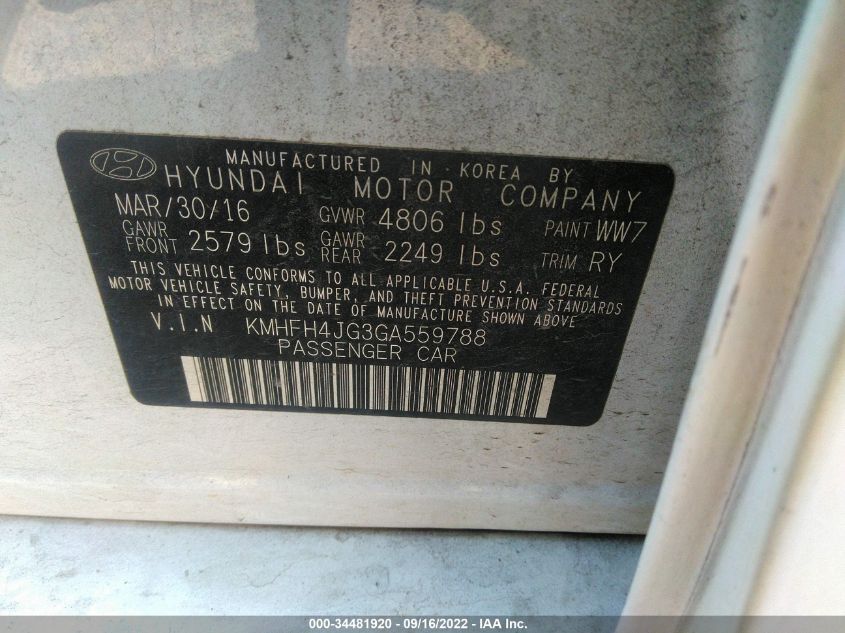 MANUFACTURED IN KOREA BY
HYUNDAI MOTOR COMPANY
MAR/30/16 GVWR 4806 lbs PAINT WW7
GAWR FRONT 2579 lbs GAWR REAR 2249 lbs TRIM RY
THIS VEHICLE CONFORMS TO ALL APPLICABLE U.S.A. FEDERAL
MOTOR VEHICLE SAFETY, BUMPER, AND THEFT PREVENTION STANDARDS
IN EFFECT ON THE DATE OF MANUFACTURE SHOWN ABOVE
V.I.N KMHFH4JG3GA559788
PASSENGER CAR
000-34481920 - 09/16/2022 - IAA Inc.